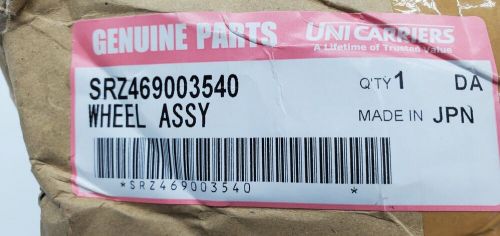 GENUINE PARTS
UNICARRIERS
A Lifetime of Trusted Value
SRZ469003540
WHEEL ASSY
Q'TY 1 DA
MADE IN JPN
*SRZ469003540 *